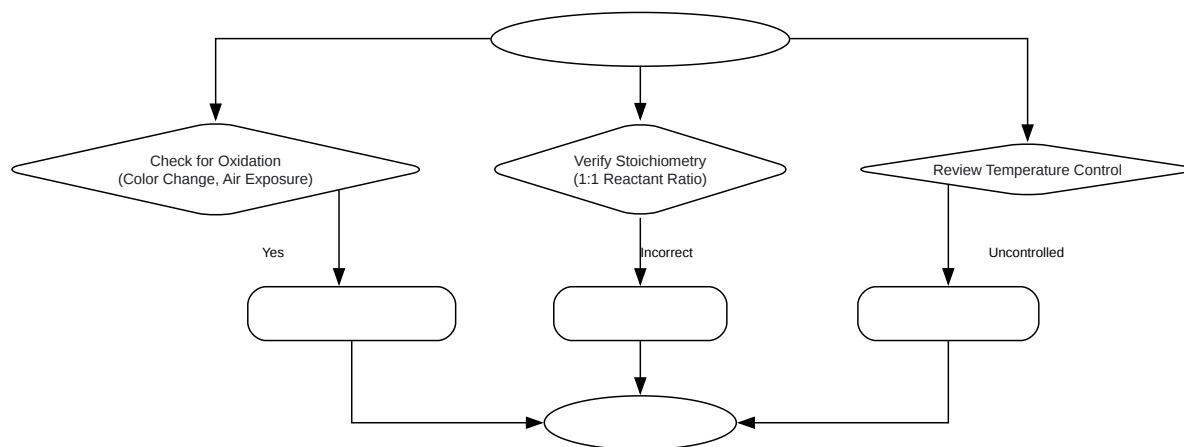 Check for Oxidation
(Color Change, Air Exposure)
Verify Stoichiometry
(1:1 Reactant Ratio)
Review Temperature Control
Yes
Incorrect
Uncontrolled